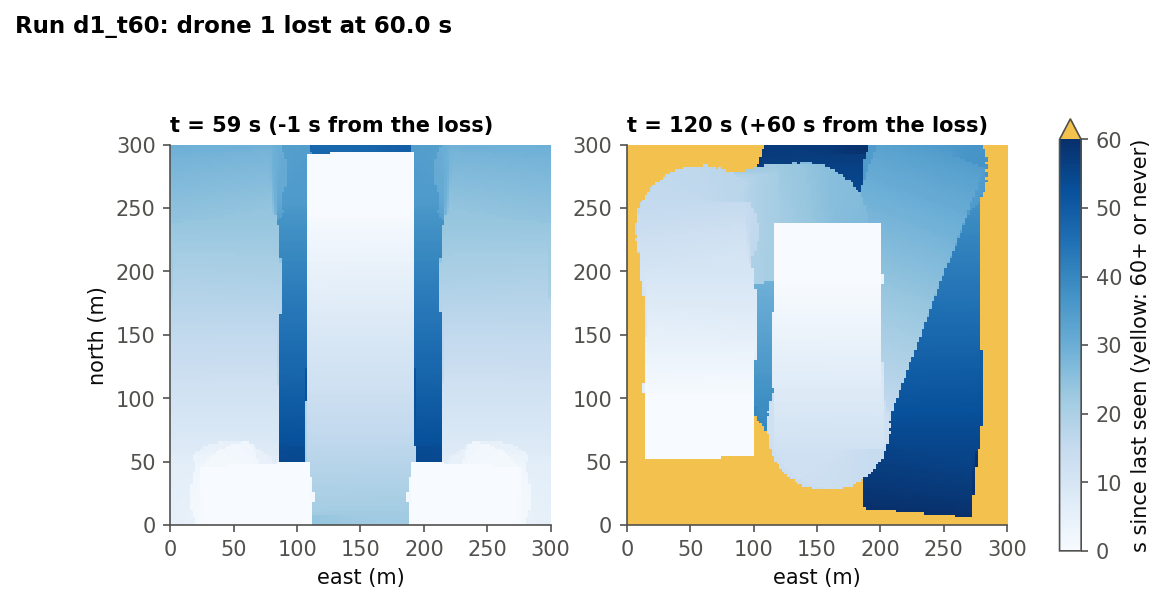 Run d1_t60: drone 1 lost at 60.0 s
t = 59 s (-1 s from the loss)
t = 120 s (+60 s from the loss)
300
250
200
150
100
50
0
north (m)
0 50 100 150 200 250 300
east (m)
300
250
200
150
100
50
0
0 50 100 150 200 250 300
east (m)
60
50
40
30
20
10
0
s since last seen (yellow: 60+ or never)